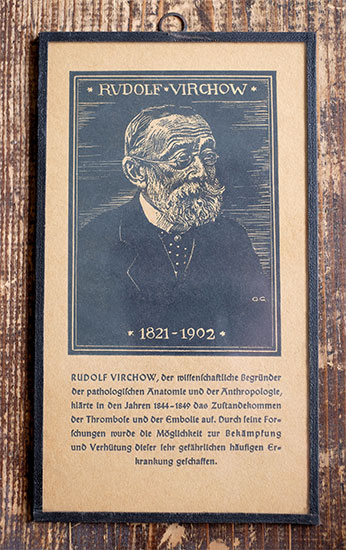 * RVDOLF * VIRCHOW *
G G
* 1821-1902 *
RUDOLF VIRCHOW, der wissenschaftliche Begründer
der pathologischen Anatomie und der Anthropologie,
klärte in den Jahren 1844-1849 das Zustandekommen
der Thrombose und der Embolie auf. Durch seine For-
schungen wurde die Möglichkeit zur Bekämpfung
und Verhütung dieser sehr gefährlichen häufigen Er-
krankung geschaffen.